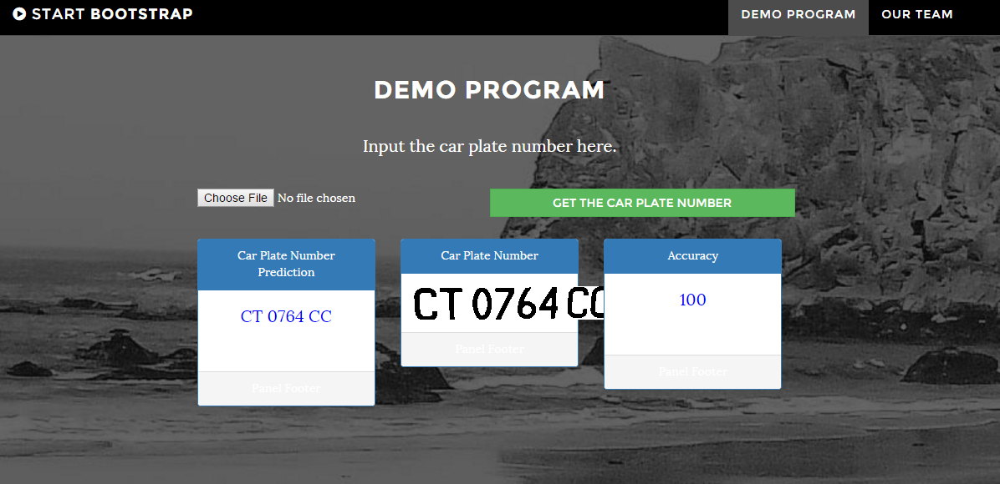 START BOOTSTRAP
DEMO PROGRAM
OUR TEAM
DEMO PROGRAM
Input the car plate number here.
Choose File No file chosen
GET THE CAR PLATE NUMBER
Car Plate Number
Prediction
CT 0764 CC
Panel Footer
Car Plate Number
CT 0764 CC
Panel Footer
Accuracy
100
Panel Footer